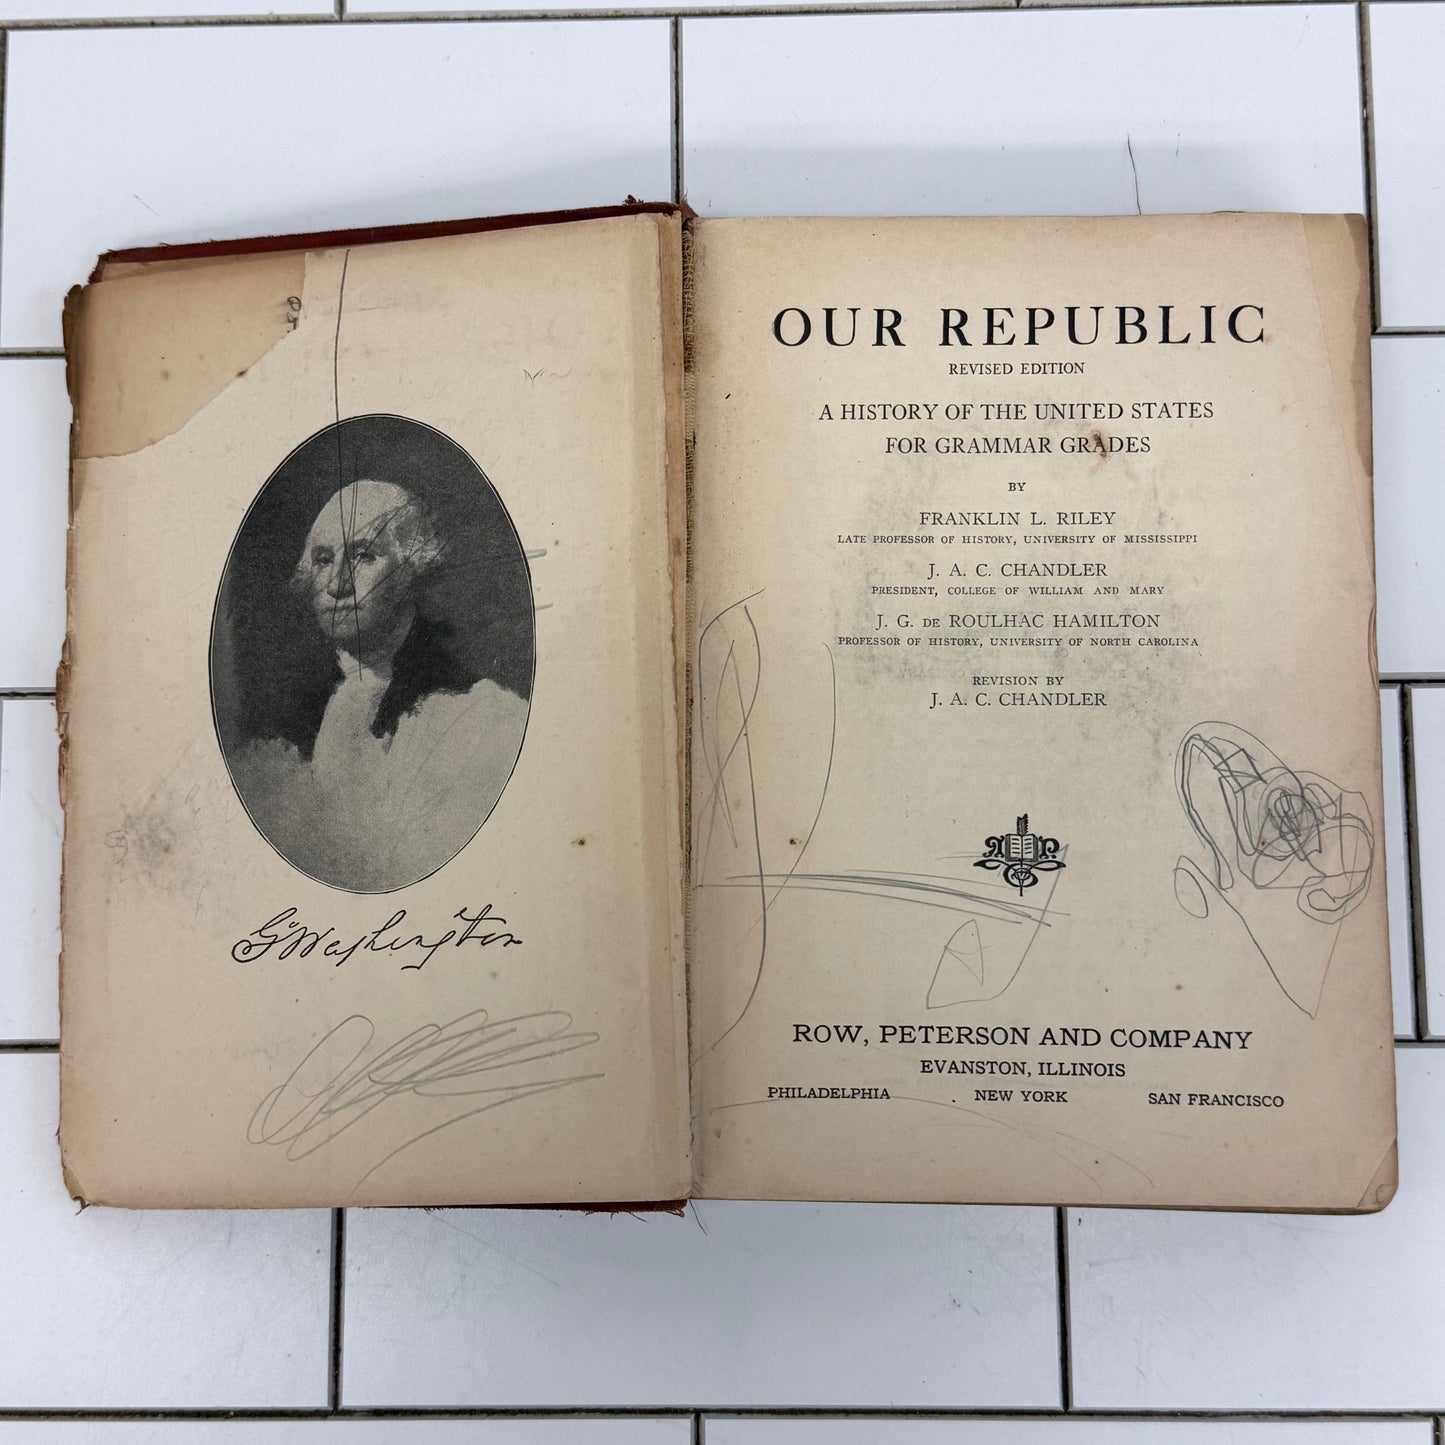 G Washington
OUR REPUBLIC
REVISED EDITION
A HISTORY OF THE UNITED STATES
FOR GRAMMAR GRADES
BY
FRANKLIN L. RILEY
LATE PROFESSOR OF HISTORY, UNIVERSITY OF MISSISSIPPI
J. A. C. CHANDLER
PRESIDENT, COLLEGE OF WILLIAM AND MARY
J. G. DE ROULHAC HAMILTON
PROFESSOR OF HISTORY, UNIVERSITY OF NORTH CAROLINA
REVISION BY
J. A. C. CHANDLER
ROW, PETERSON AND COMPANY
EVANSTON, ILLINOIS
PHILADELPHIA NEW YORK SAN FRANCISCO